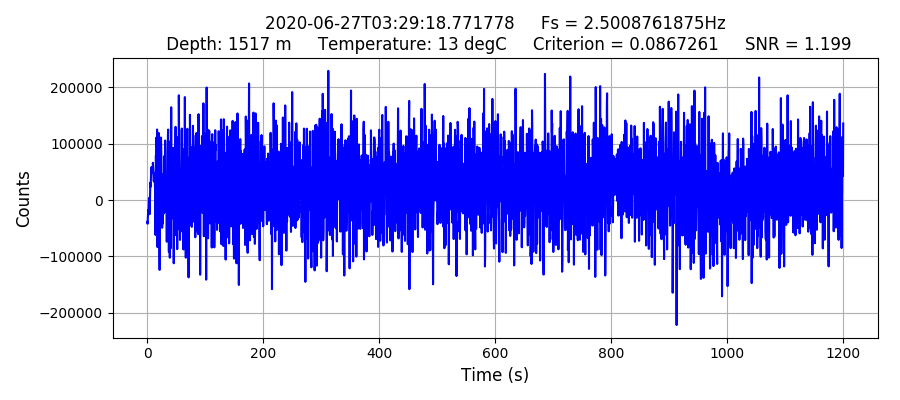 2020-06-27T03:29:18.771778 Fs = 2.5008761875Hz
Depth: 1517 m Temperature: 13 degC Criterion = 0.0867261 SNR = 1.199
200000
100000
0
−100000
−200000
Counts
0 200 400 600 800 1000 1200
Time (s)